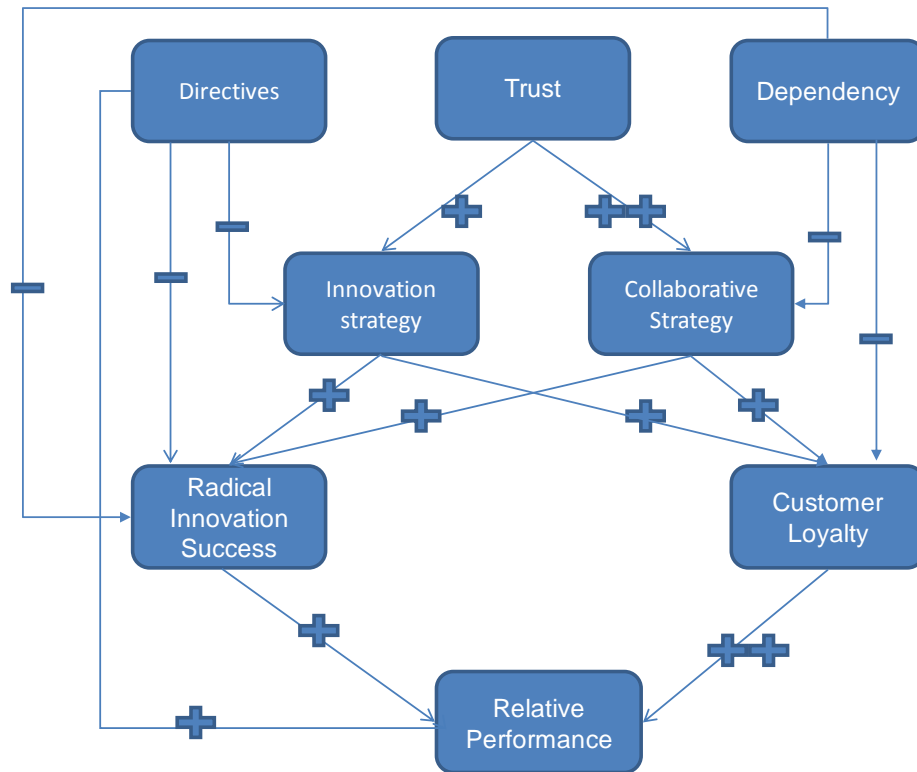 Directives
Trust
Dependency
Innovation
strategy
Collaborative
Strategy
Radical
Innovation
Success
Customer
Loyalty
Relative
Performance